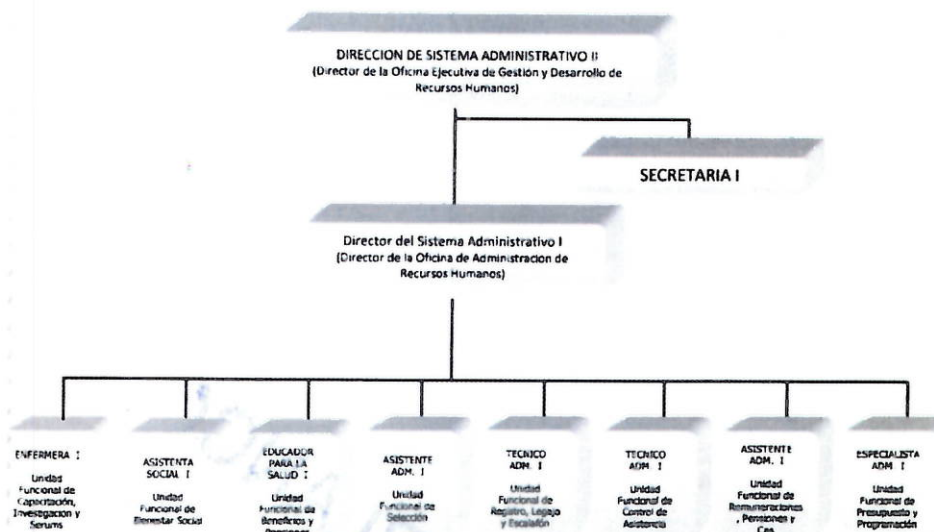 DIRECCION DE SISTEMA ADMINISTRATIVO II
(Director de la Oficina Ejecutiva de Gestión y Desarrollo de
Recursos Humanos)
SECRETARIA I
Director del Sistema Administrativo I
(Director de la Oficina de Administracion de
Recursos Humanos)
ENFERMERA I
Unidad
Funcional de
Capacitación,
Investigacion y
Serums
ASISTENTA
SOCIAL I
Unidad
Funcional de
Bienestar Social
EDUCADOR
PARA LA
SALUD I
Unidad
Funcional de
Beneficios y
Pensiones
ASISTENTE
ADM. I
Unidad
Funcional de
Selección
TECNICO
ADM. I
Unidad
Funcional de
Registro, Legajo
y Escalafón
TECNICO
ADM. I
Unidad
Funcional de
Control de
Asistencia
ASISTENTE
ADM. I
Unidad
Funcional de
Remuneraciones
, Pensiones y
Cas
ESPECIALISTA
ADM. I
Unidad
Funcional de
Presupuesto y
Programación